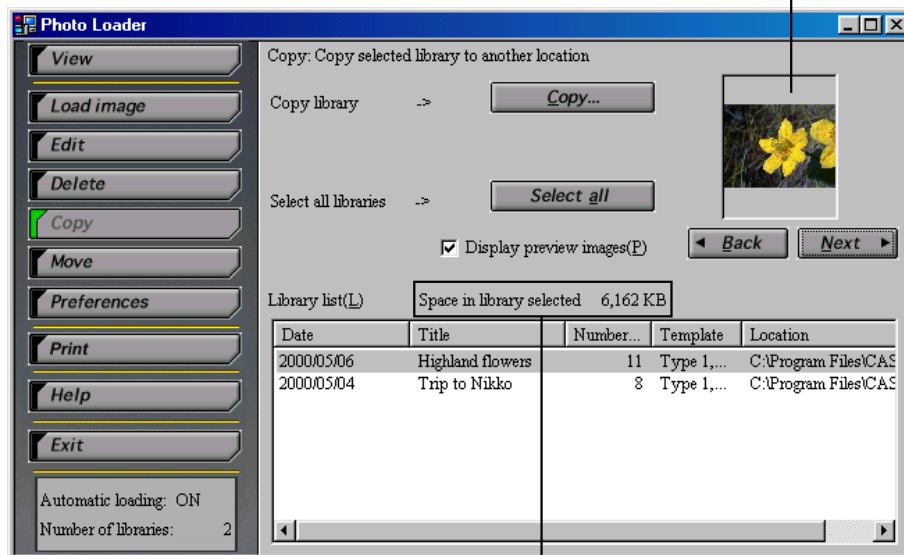 Photo Loader
View
Load image
Edit
Delete
Copy
Move
Preferences
Print
Help
Exit
Automatic loading: ON
Number of libraries: 2
Copy: Copy selected library to another location
Copy library -> Copy...
Select all libraries -> Select all
Display preview images(P)
Back Next
Library list(L) Space in library selected 6,162 KB
Date Title Number... Template Location
2000/05/06 Highland flowers 11 Type 1,... C:\Program Files\CAS
2000/05/04 Trip to Nikko 8 Type 1,... C:\Program Files\CAS